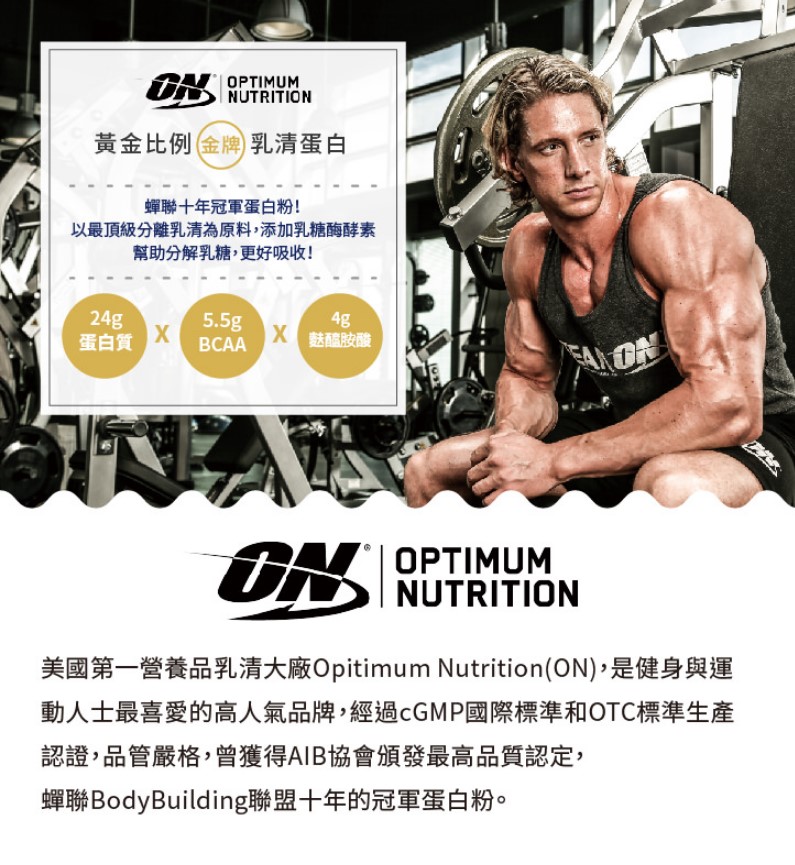 ON OPTIMUM
NUTRITION
黃金比例 金牌 乳清蛋白
蟬聯十年冠軍蛋白粉!
以最頂級分離乳清為原料,添加乳糖酶酵素
幫助分解乳糖,更好吸收!
24g
蛋白質
X
5.5g
BCAA
X
4g
麩醯胺酸
TEAM ON
ON
ON® OPTIMUM
NUTRITION
美國第一營養品乳清大廠Opitimum Nutrition(ON),是健身與運
動人士最喜愛的高人氣品牌,經過cGMP國際標準和OTC標準生產
認證,品管嚴格,曾獲得AIB協會頒發最高品質認定,
蟬聯BodyBuilding聯盟十年的冠軍蛋白粉。